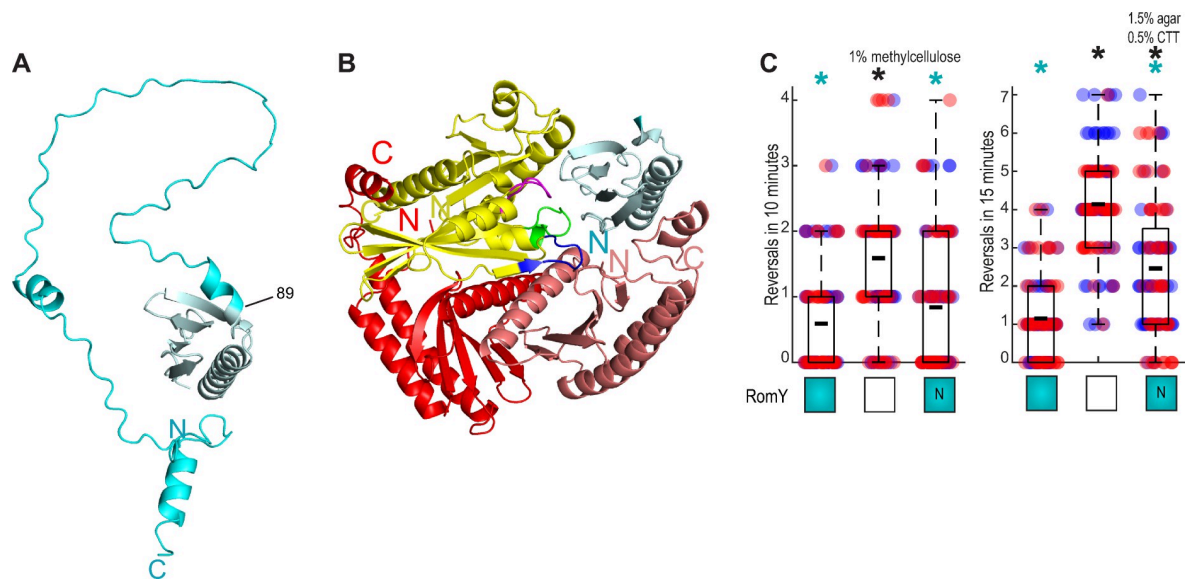 A
89
N
C
B
C
N
N
N
N
C
C
1% methylcellulose
* * *
Reversals in 10 minutes
4
3
2
1
0
RomY
N
1.5% agar
0.5% CTT
* * *
*
Reversals in 15 minutes
7
6
5
4
3
2
1
0
N